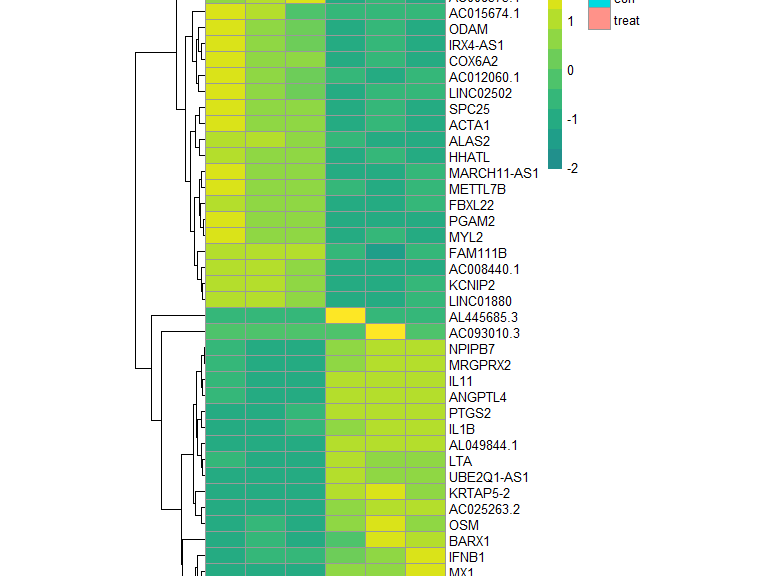 AC015674.1
ODAM
IRX4-AS1
COX6A2
AC012060.1
LINC02502
SPC25
ACTA1
ALAS2
HHATL
MARCH11-AS1
METTL7B
FBXL22
PGAM2
MYL2
FAM111B
AC008440.1
KCNIP2
LINC01880
AL445685.3
AC093010.3
NPIPB7
MRGPRX2
IL11
ANGPTL4
PTGS2
IL1B
AL049844.1
LTA
UBE2Q1-AS1
KRTAP5-2
AC025263.2
OSM
BARX1
IFNB1
MX1
1
0
-1
-2
con
treat